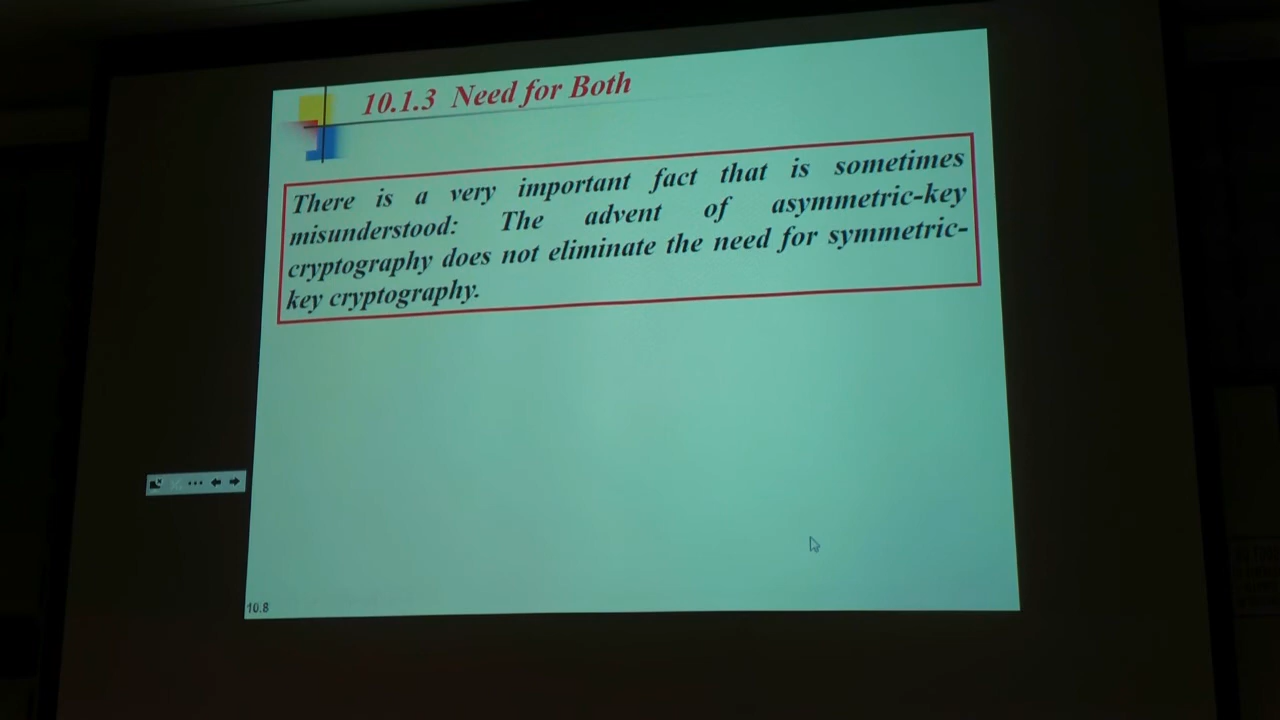 10.1.3 Need for Both
There is a very important fact that is sometimes
misunderstood: The advent of asymmetric-key
cryptography does not eliminate the need for symmetric-
key cryptography.
10.8